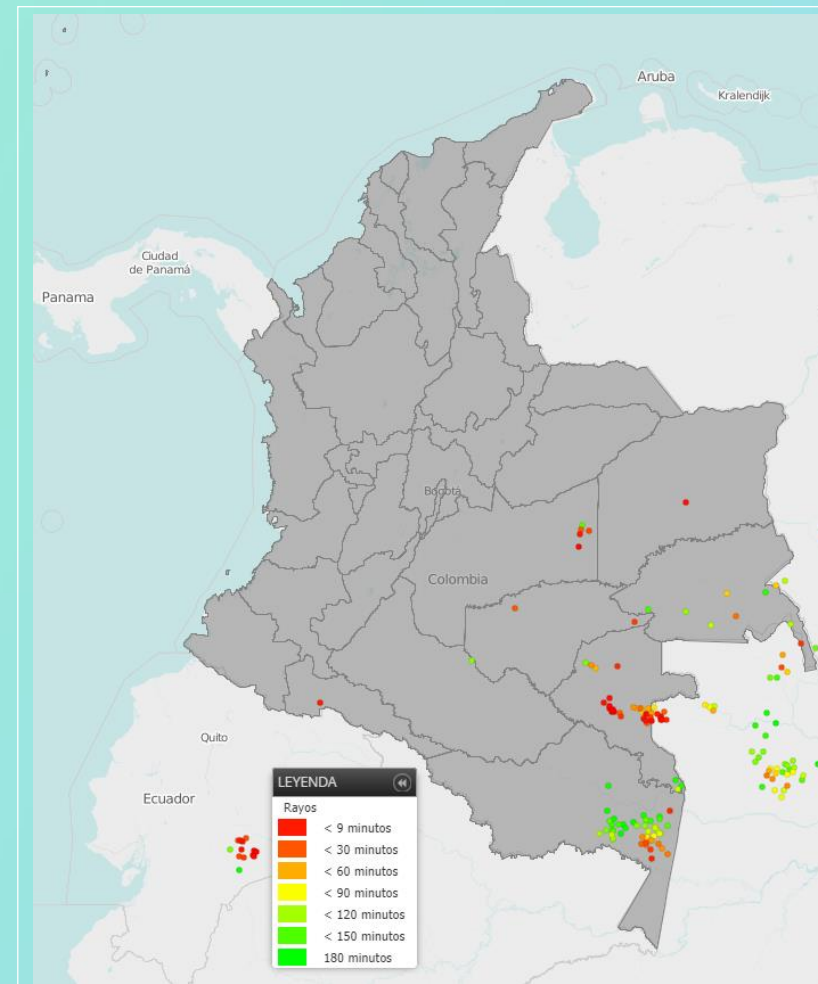 Aruba
Kralendijk
Ciudad
de Panamá
Panama
Bogotá
Colombia
Quito
Ecuador
LEYENDA
Rayos
< 9 minutos
< 30 minutos
< 60 minutos
< 90 minutos
< 120 minutos
< 150 minutos
180 minutos